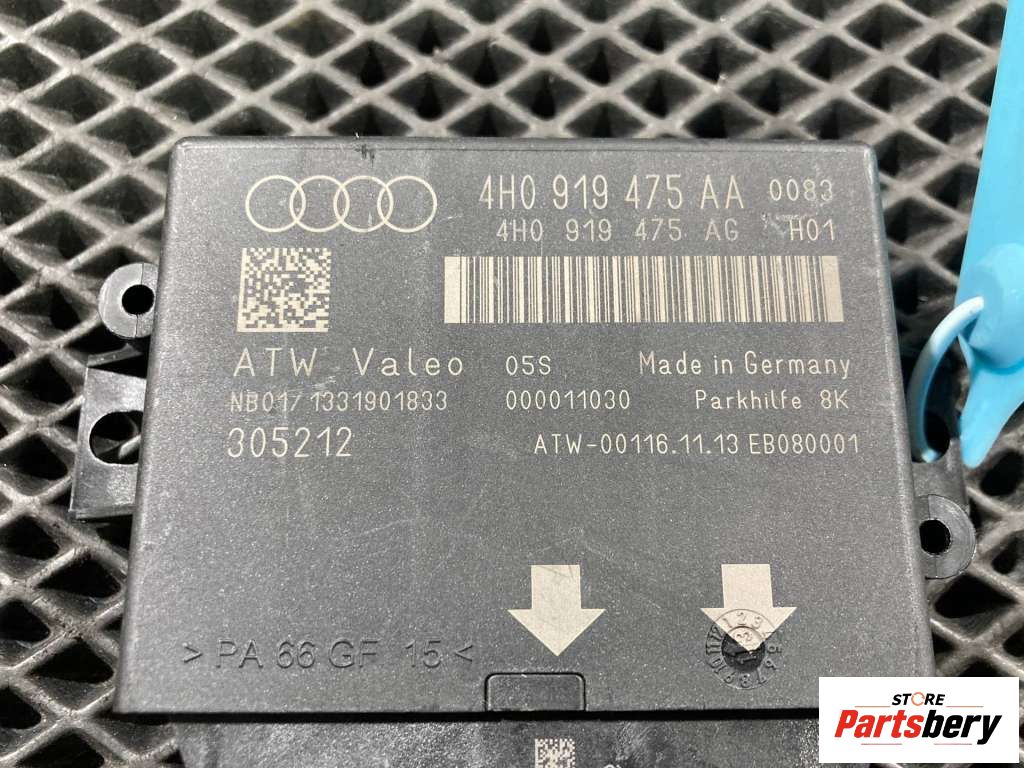 4H0 919 475 AA 0083
4H0 919 475 AG H01
ATW Valeo 05S Made in Germany
NB01/1331901833 000011030 Parkhilfe 8K
305212 ATW-00116.11.13 EB080001
> PA 66 GF 15 <
STORE
Partsbery